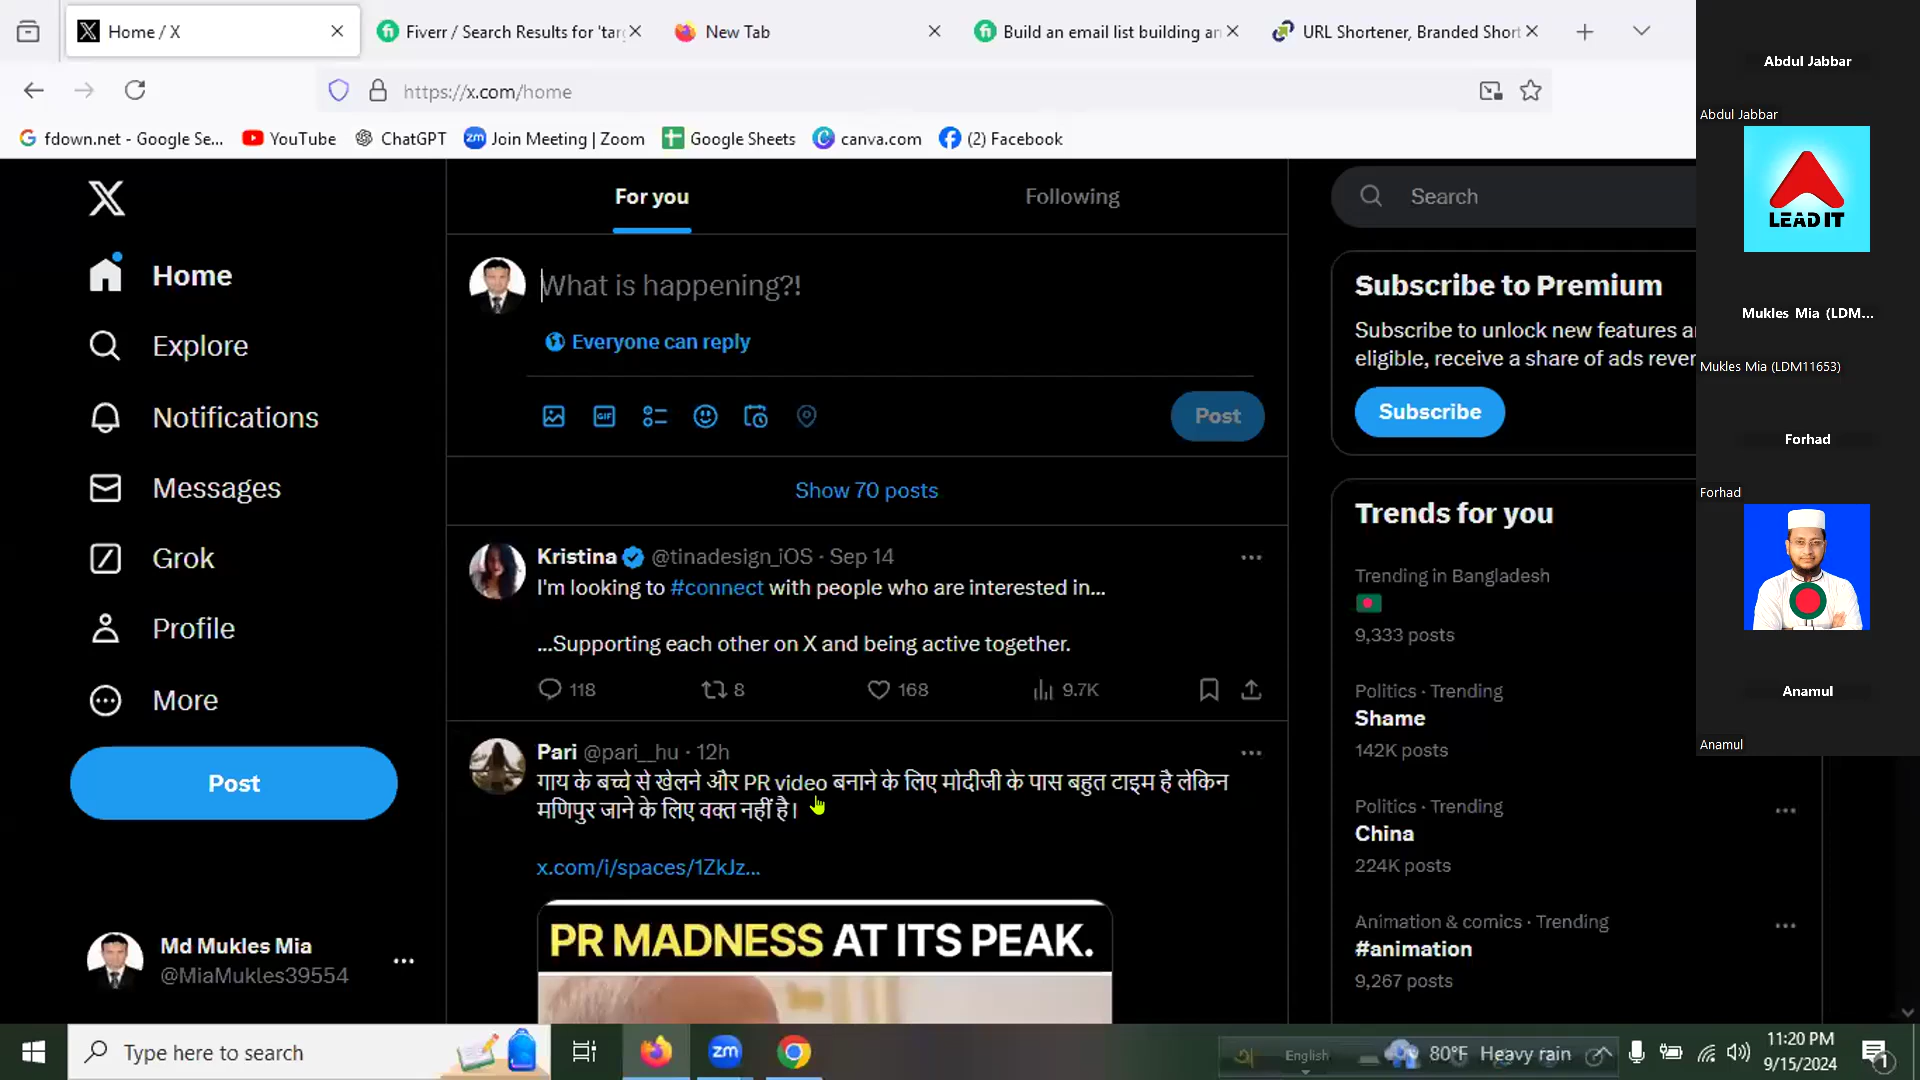 Home / X
Fiverr / Search Results for 'tar
New Tab
Build an email list building an
URL Shortener, Branded Short
https://x.com/home
fdown.net - Google Se...
YouTube
ChatGPT
zm
Join Meeting | Zoom
Google Sheets
canva.com
(2) Facebook
For you
Following
Search
Home
Explore
Notifications
Messages
Grok
Profile
More
Post
Md Mukles Mia
@MiaMukles39554
What is happening?!
Everyone can reply
GIF
Post
Show 70 posts
Kristina @tinadesign_iOS · Sep 14
I'm looking to #connect with people who are interested in...
...Supporting each other on X and being active together.
118
8
168
9.7K
Pari @pari__hu · 12h
गाय के बच्चे से खेलने और PR video बनाने के लिए मोदीजी के पास बहुत टाइम है लेकिन
मणिपुर जाने के लिए वक्त नहीं है।
x.com/i/spaces/1ZkJz...
PR MADNESS AT ITS PEAK.
Subscribe to Premium
Subscribe to unlock new features a
eligible, receive a share of ads rever
Subscribe
Trends for you
Trending in Bangladesh
9,333 posts
Politics · Trending
Shame
142K posts
Politics · Trending
China
224K posts
Animation & comics · Trending
#animation
9,267 posts
Abdul Jabbar
Abdul Jabbar
LEAD IT
Mukles Mia (LDM...
Mukles Mia (LDM11653)
Forhad
Forhad
Anamul
Anamul
Type here to search
zm
English
80°F Heavy rain
11:20 PM
9/15/2024
1